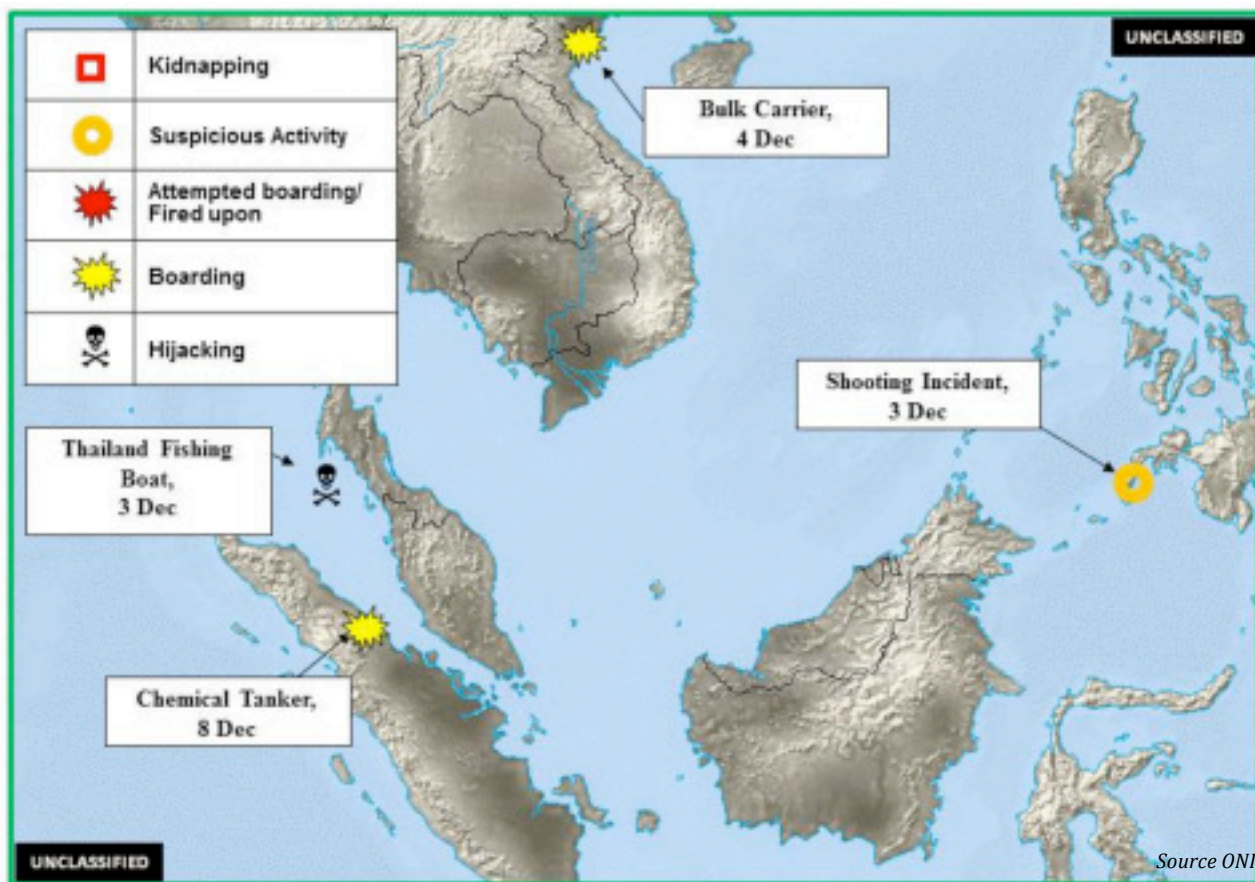 UNCLASSIFIED
Kidnapping
Suspicious Activity
Attempted boarding/
Fired upon
Boarding
Hijacking
Bulk Carrier,
4 Dec
Shooting Incident,
3 Dec
Thailand Fishing
Boat,
3 Dec
Chemical Tanker,
8 Dec
UNCLASSIFIED
Source ONI